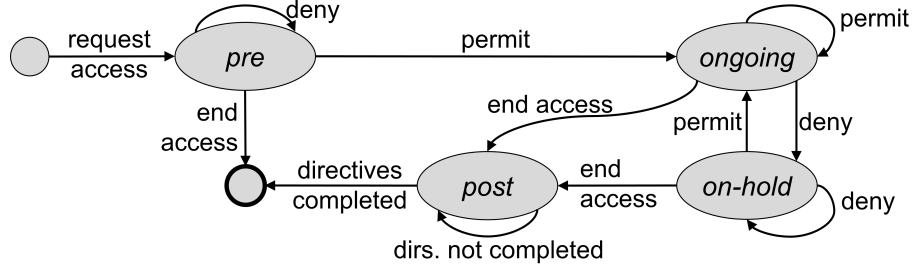 deny
permit
request
access
pre
permit
ongoing
end
access
end access
permit
deny
directives
completed
post
end
access
on-hold
deny
dirs. not completed